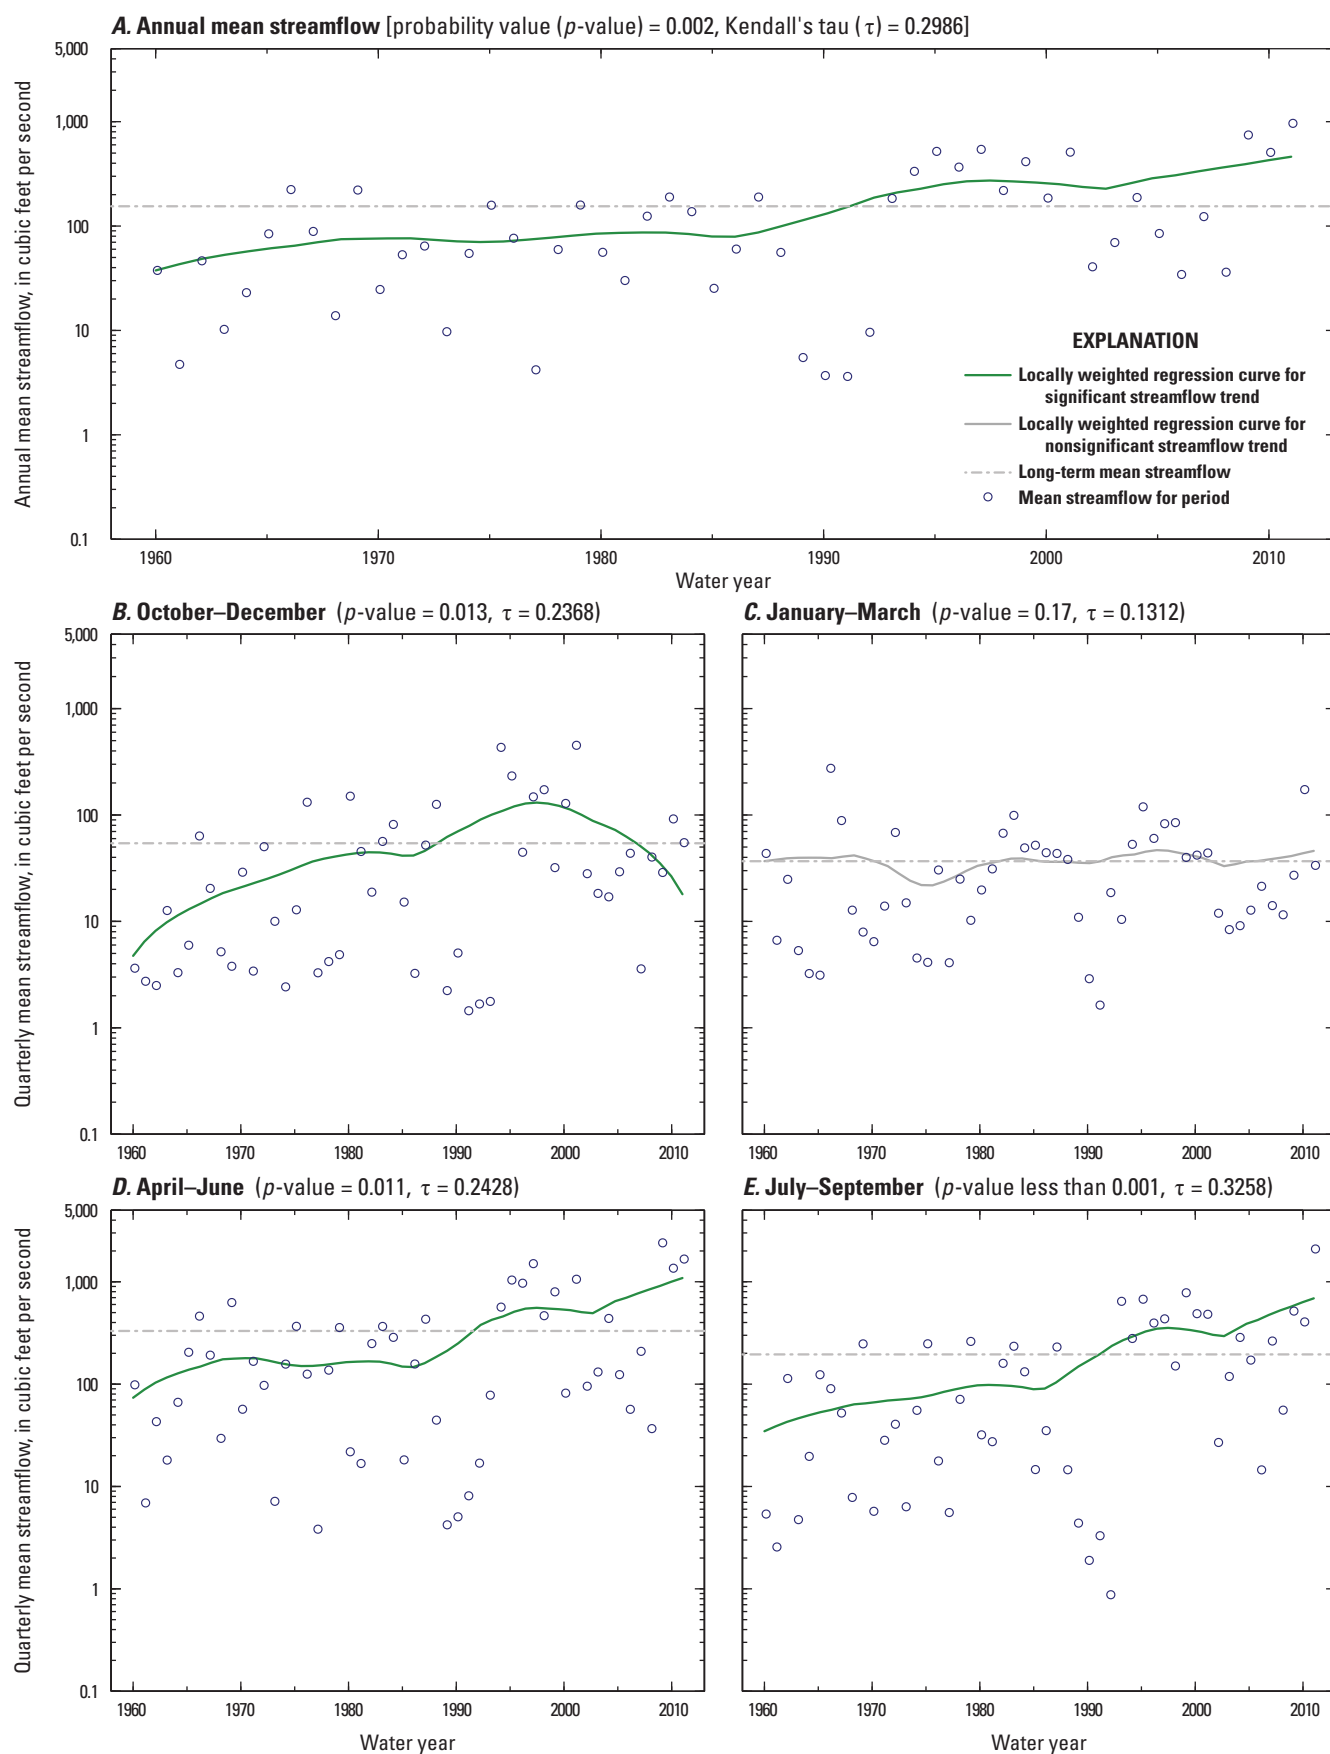 A. Annual mean streamflow [probability value (p-value) = 0.002, Kendall's tau (τ) = 0.2986]
5,000
1,000
100
10
1
0.1
Annual mean streamflow, in cubic feet per second
EXPLANATION
Locally weighted regression curve for
significant streamflow trend
Locally weighted regression curve for
nonsignificant streamflow trend
Long-term mean streamflow
Mean streamflow for period
1960 1970 1980 1990 2000 2010
Water year
B. October–December (p-value = 0.013, τ = 0.2368)
5,000
1,000
100
10
1
0.1
Quarterly mean streamflow, in cubic feet per second
1960 1970 1980 1990 2000 2010
C. January–March (p-value = 0.17, τ = 0.1312)
1960 1970 1980 1990 2000 2010
D. April–June (p-value = 0.011, τ = 0.2428)
5,000
1,000
100
10
1
0.1
Quarterly mean streamflow, in cubic feet per second
1960 1970 1980 1990 2000 2010
Water year
E. July–September (p-value less than 0.001, τ = 0.3258)
1960 1970 1980 1990 2000 2010
Water year